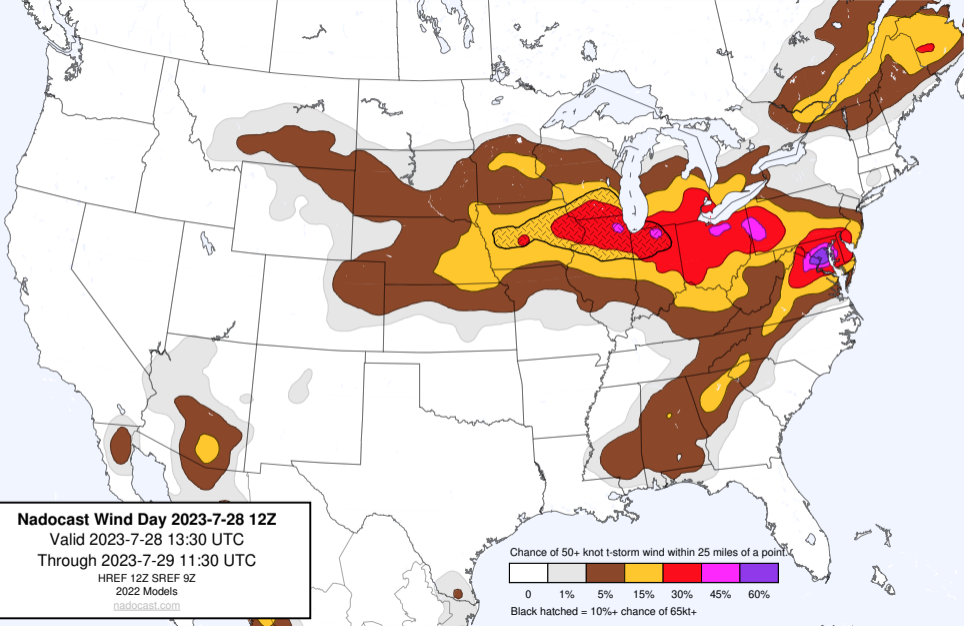 Nadocast Wind Day 2023-7-28 12Z
Valid 2023-7-28 13:30 UTC
Through 2023-7-29 11:30 UTC
HREF 12Z SREF 9Z
2022 Models
nadocast.com
Chance of 50+ knot t-storm wind within 25 miles of a point.
0 1% 5% 15% 30% 45% 60%
Black hatched = 10%+ chance of 65kt+